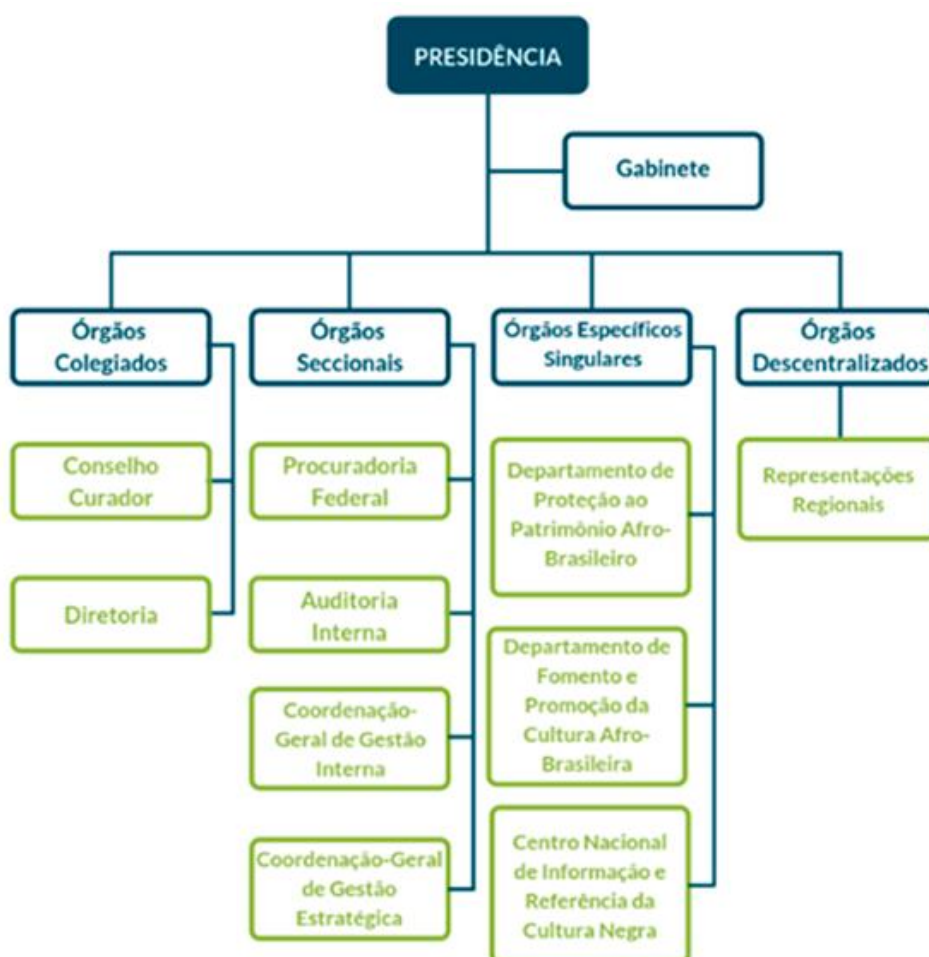 PRESIDÊNCIA
Gabinete
Órgãos
Colegiados
Órgãos
Seccionais
Órgãos Específicos
Singulares
Órgãos
Descentralizados
Conselho
Curador
Procuradoria
Federal
Departamento de
Proteção ao
Patrimônio Afro-
Brasileiro
Representações
Regionais
Diretoria
Auditoria
Interna
Departamento de
Fomento e
Promoção da
Cultura Afro-
Brasileira
Coordenação-
Geral de Gestão
Interna
Coordenação-Geral
de Gestão
Estratégica
Centro Nacional
de Informação e
Referência da
Cultura Negra